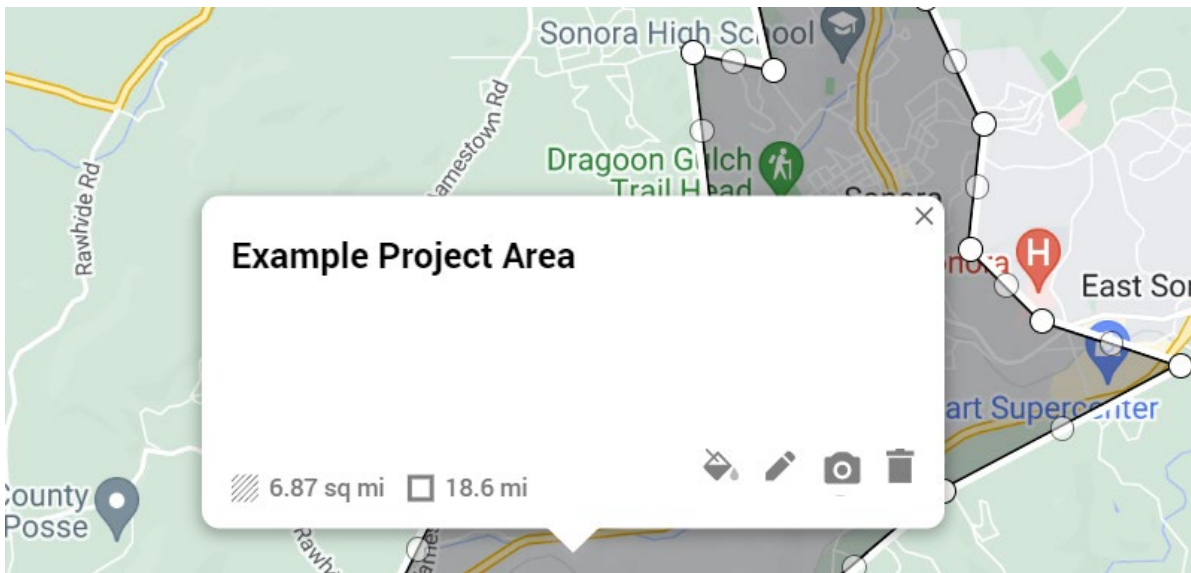 Sonora High School
Jamestown Rd
Rawhide Rd
Dragoon Gulch
Trail Head
Sonora
Example Project Area
East Sor
art Supercenter
6.87 sq mi
18.6 mi
County
Posse
H